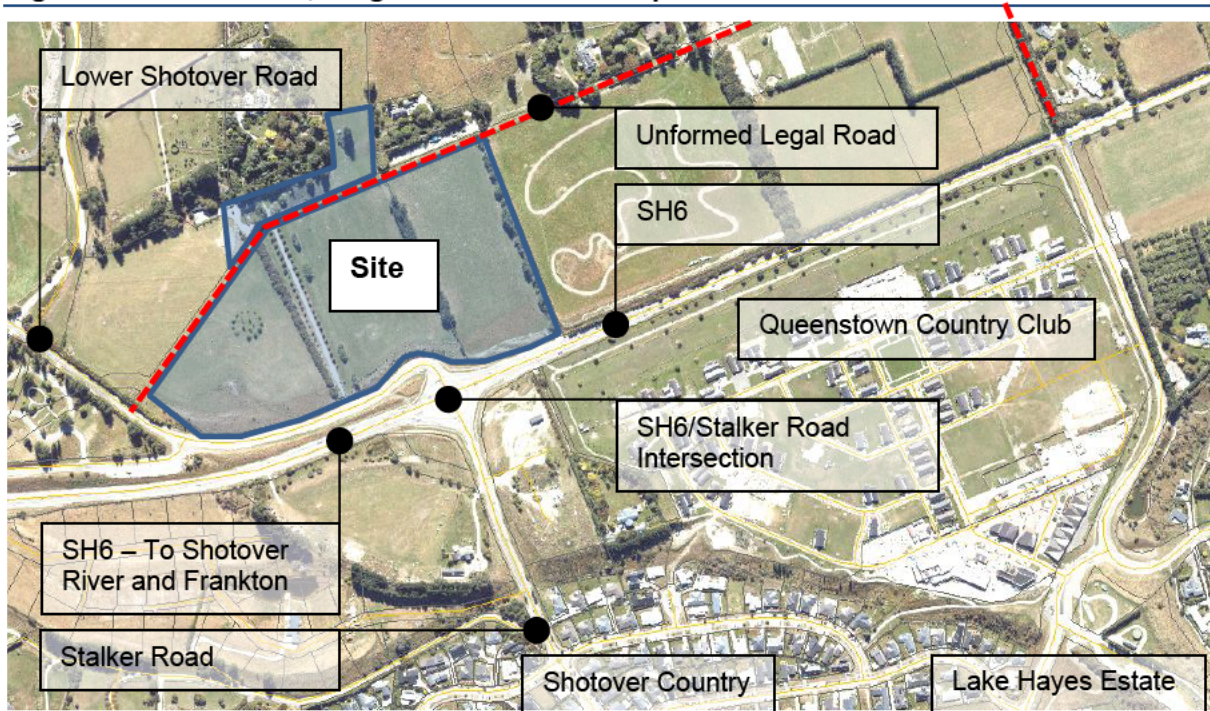 Lower Shotover Road
Unformed Legal Road
SH6
Site
Queenstown Country Club
SH6/Stalker Road
Intersection
SH6 – To Shotover
River and Frankton
Stalker Road
Shotover Country
Lake Hayes Estate